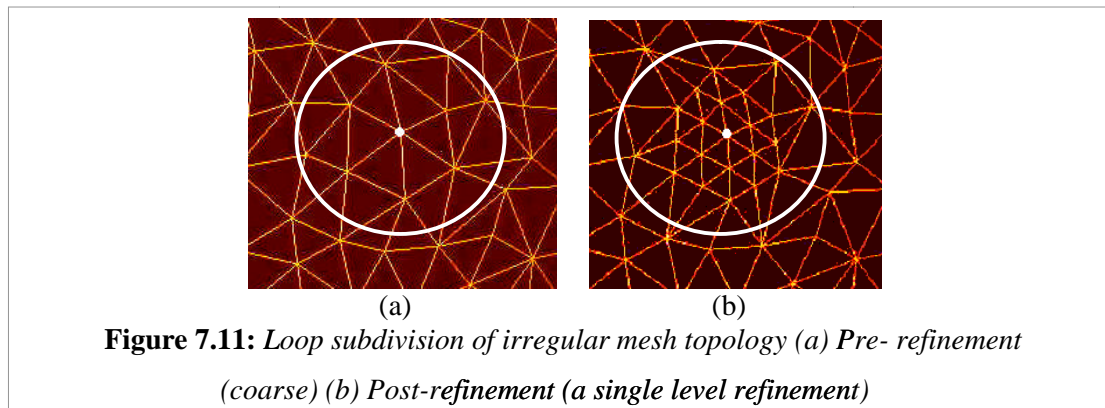 (a) (b)
Figure 7.11: Loop subdivision of irregular mesh topology (a) Pre- refinement
(coarse) (b) Post-refinement (a single level refinement)